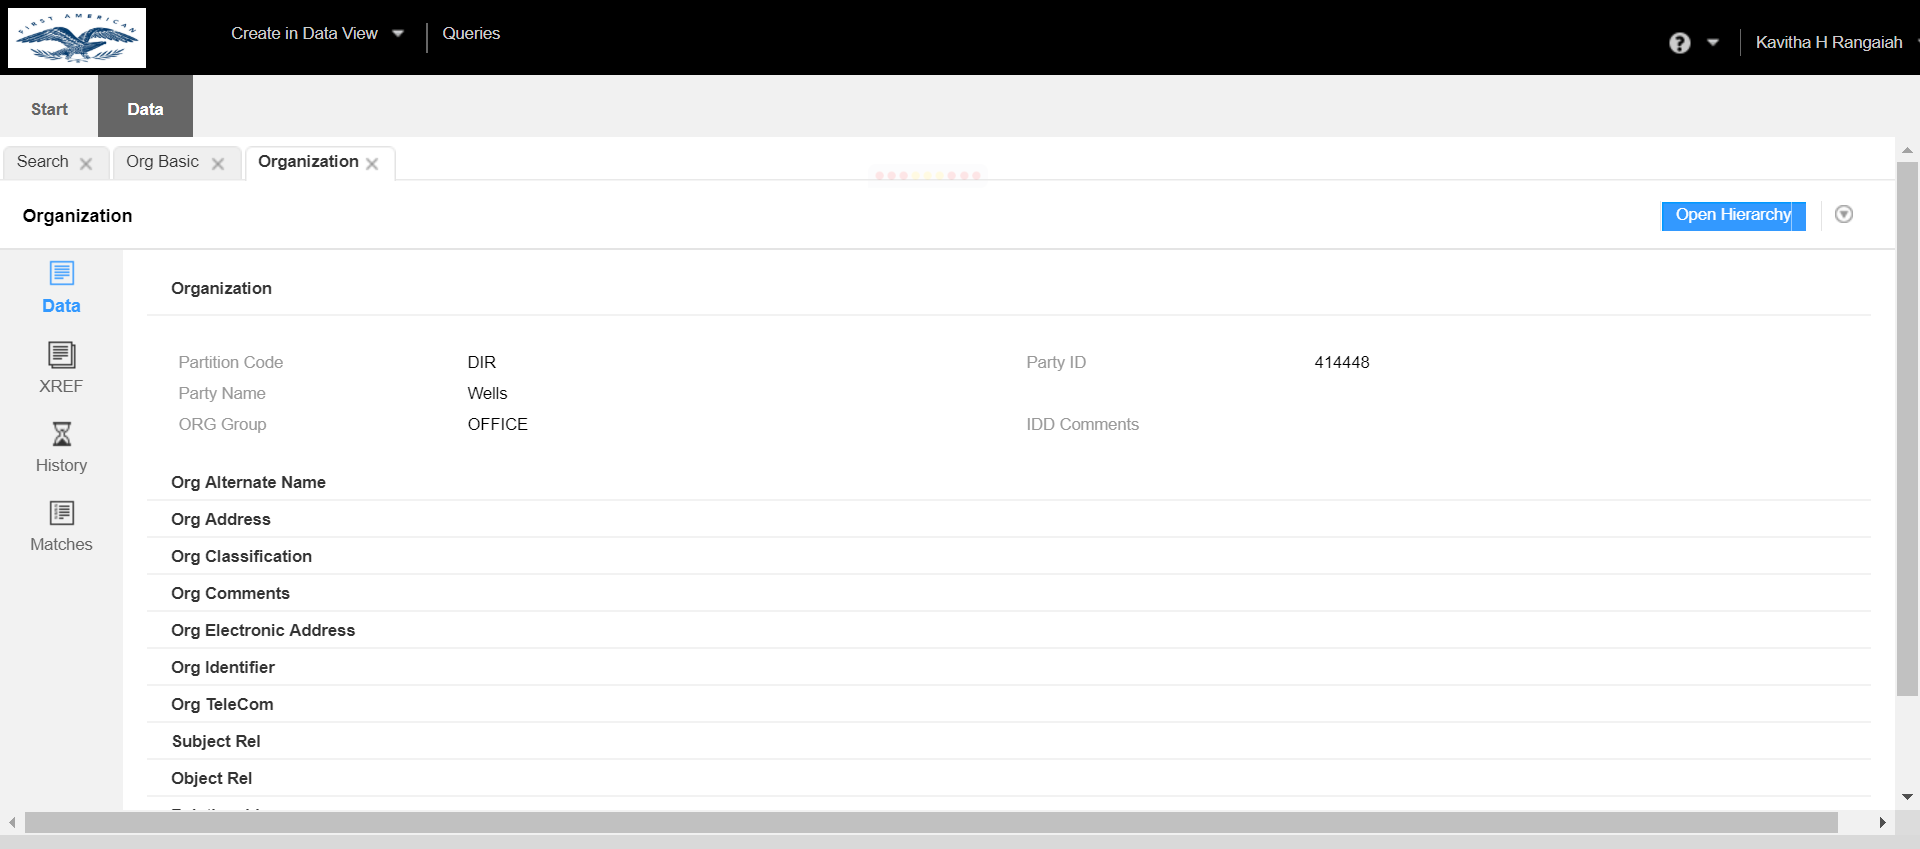 FIRST AMERICAN
Create in Data View
Queries
?
Kavitha H Rangaiah
Start
Data
Search
Org Basic
Organization
Organization
Open Hierarchy
Data
XREF
History
Matches
Organization
Partition Code DIR Party ID 414448
Party Name Wells
ORG Group OFFICE IDD Comments
Org Alternate Name
Org Address
Org Classification
Org Comments
Org Electronic Address
Org Identifier
Org TeleCom
Subject Rel
Object Rel